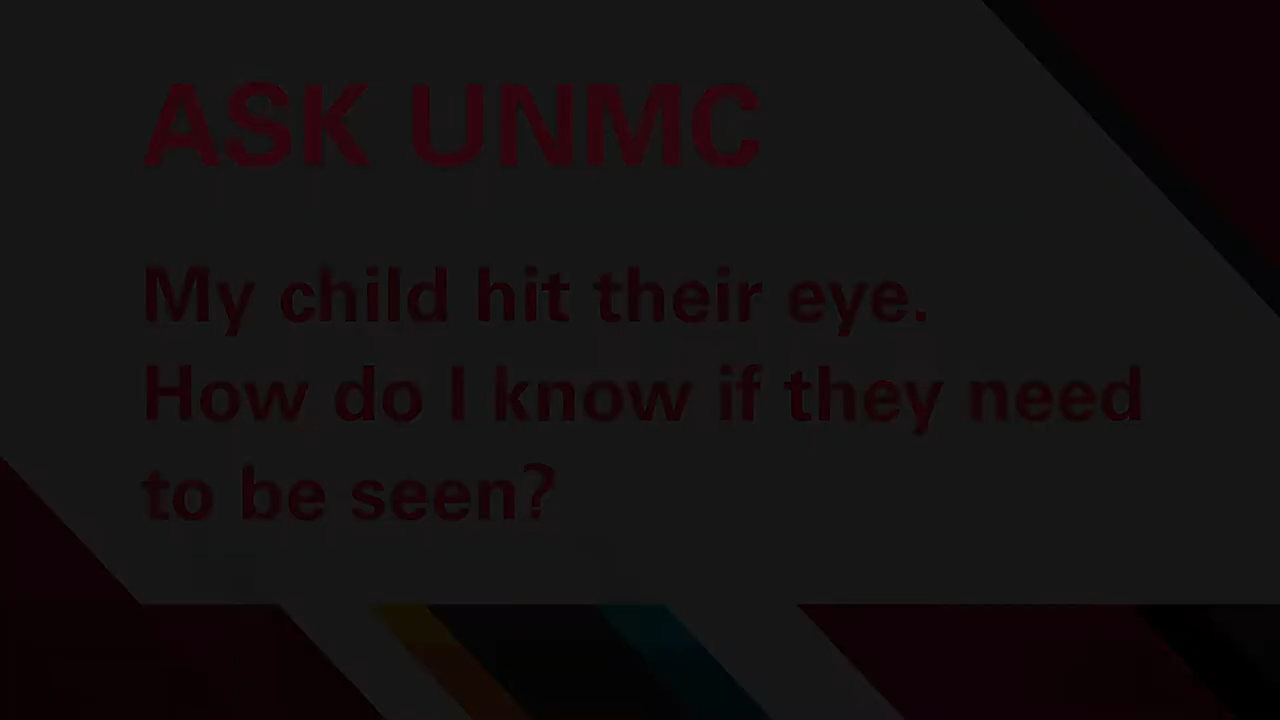 ASK UNMC
My child hit their eye.
How do I know if they need
to be seen?